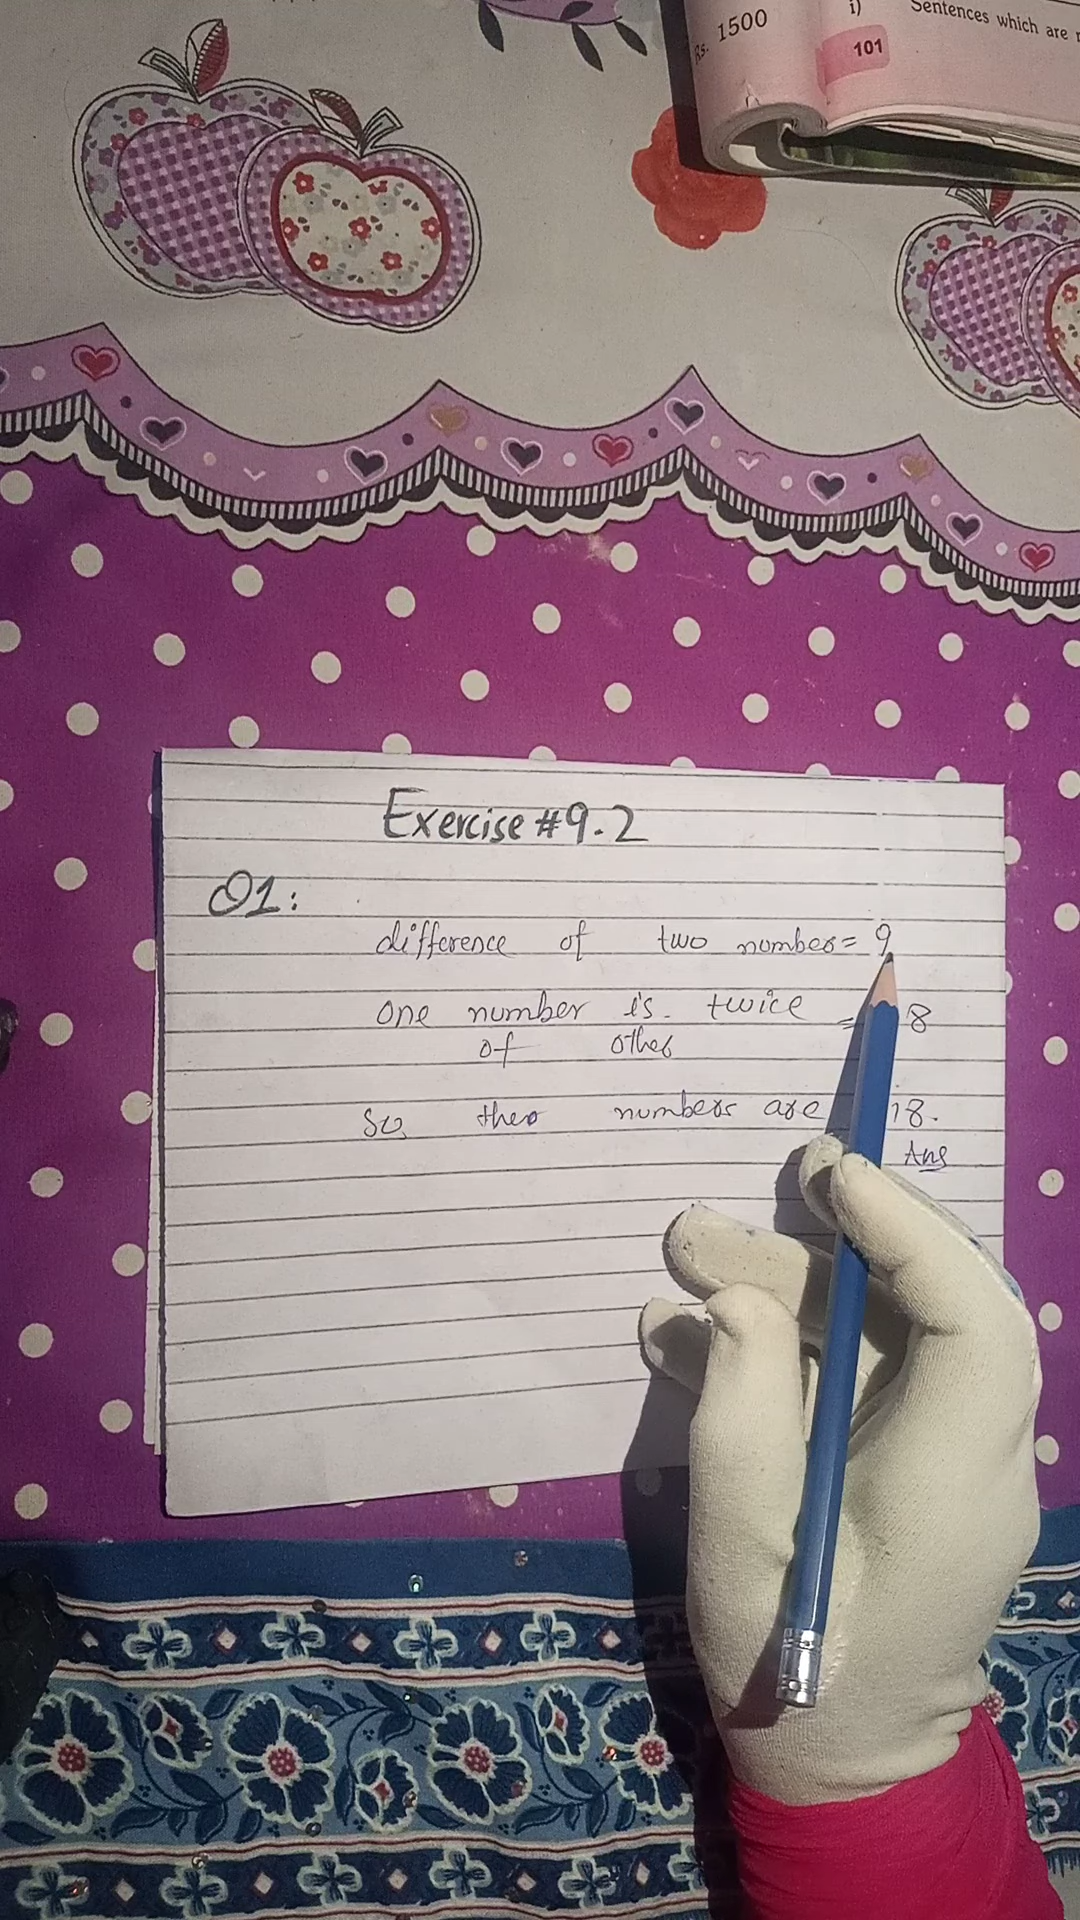 Rs. 1500
i) Sentences which are
101
Exercise #9.2
Q1:
difference of two number = 9
one number is twice = 18
of other
so, the numbers are 18.
Ans